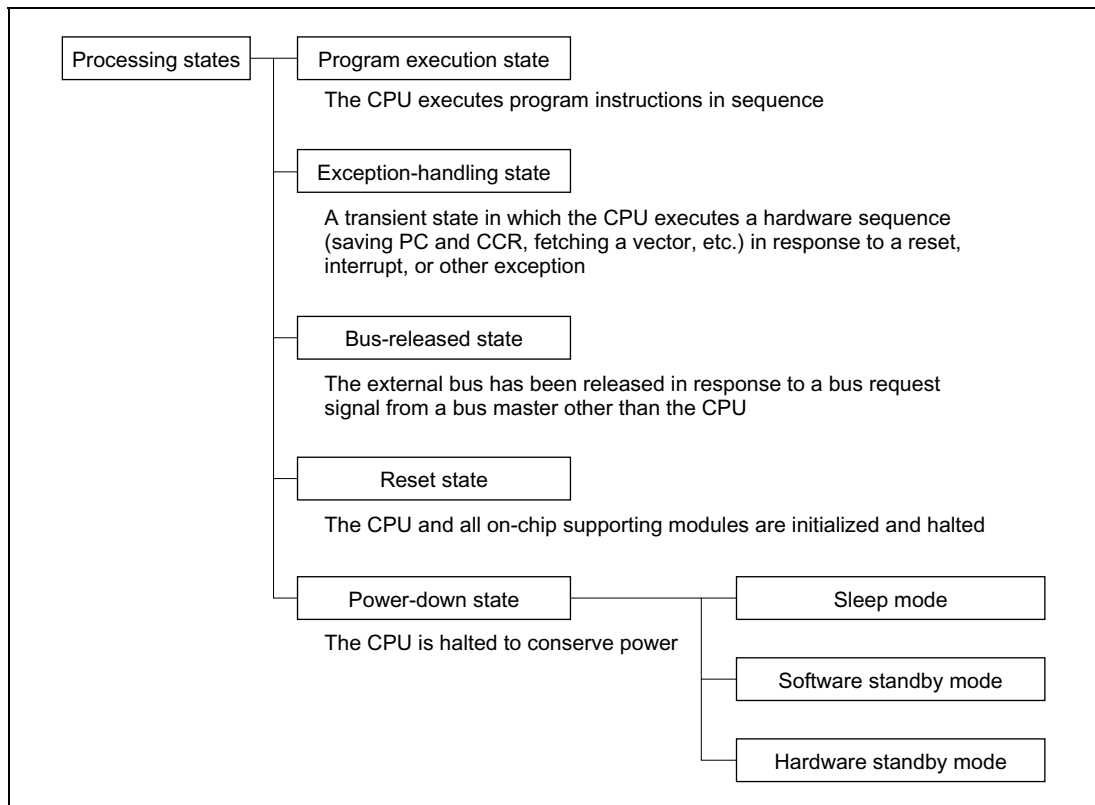 Processing states
Program execution state
The CPU executes program instructions in sequence
Exception-handling state
A transient state in which the CPU executes a hardware sequence
(saving PC and CCR, fetching a vector, etc.) in response to a reset,
interrupt, or other exception
Bus-released state
The external bus has been released in response to a bus request
signal from a bus master other than the CPU
Reset state
The CPU and all on-chip supporting modules are initialized and halted
Power-down state
The CPU is halted to conserve power
Sleep mode
Software standby mode
Hardware standby mode